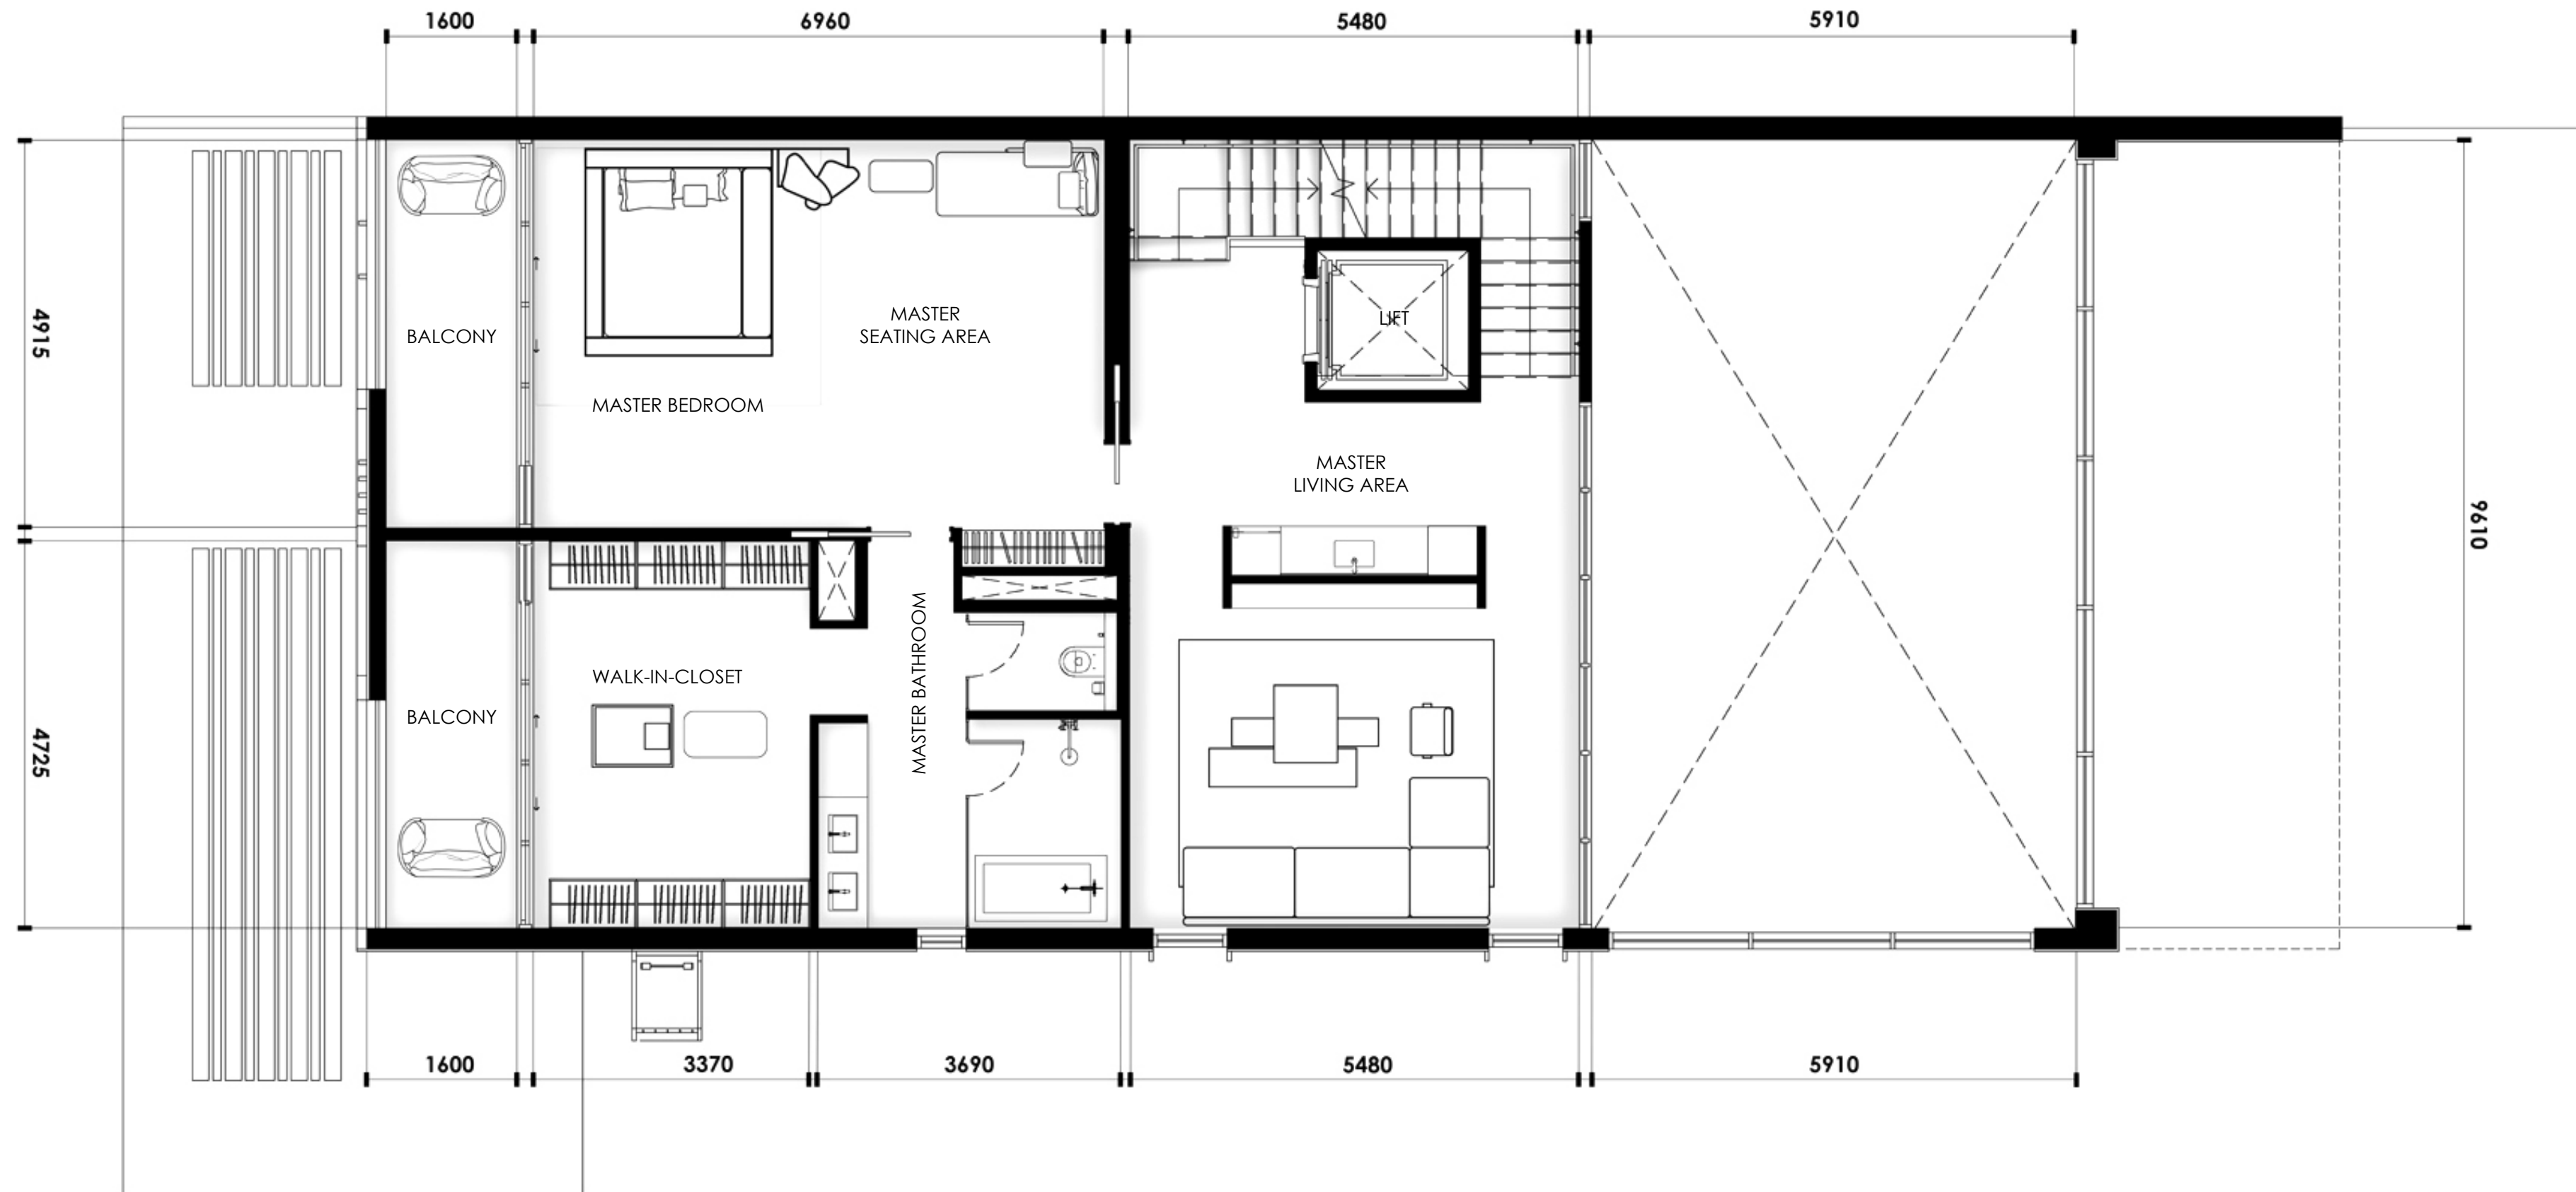 1600
6960
5480
5910
4915
4725
9610
BALCONY
MASTER
SEATING AREA
MASTER BEDROOM
LIFT
MASTER
LIVING AREA
WALK-IN-CLOSET
MASTER BATHROOM
BALCONY
1600
3370
3690
5480
5910